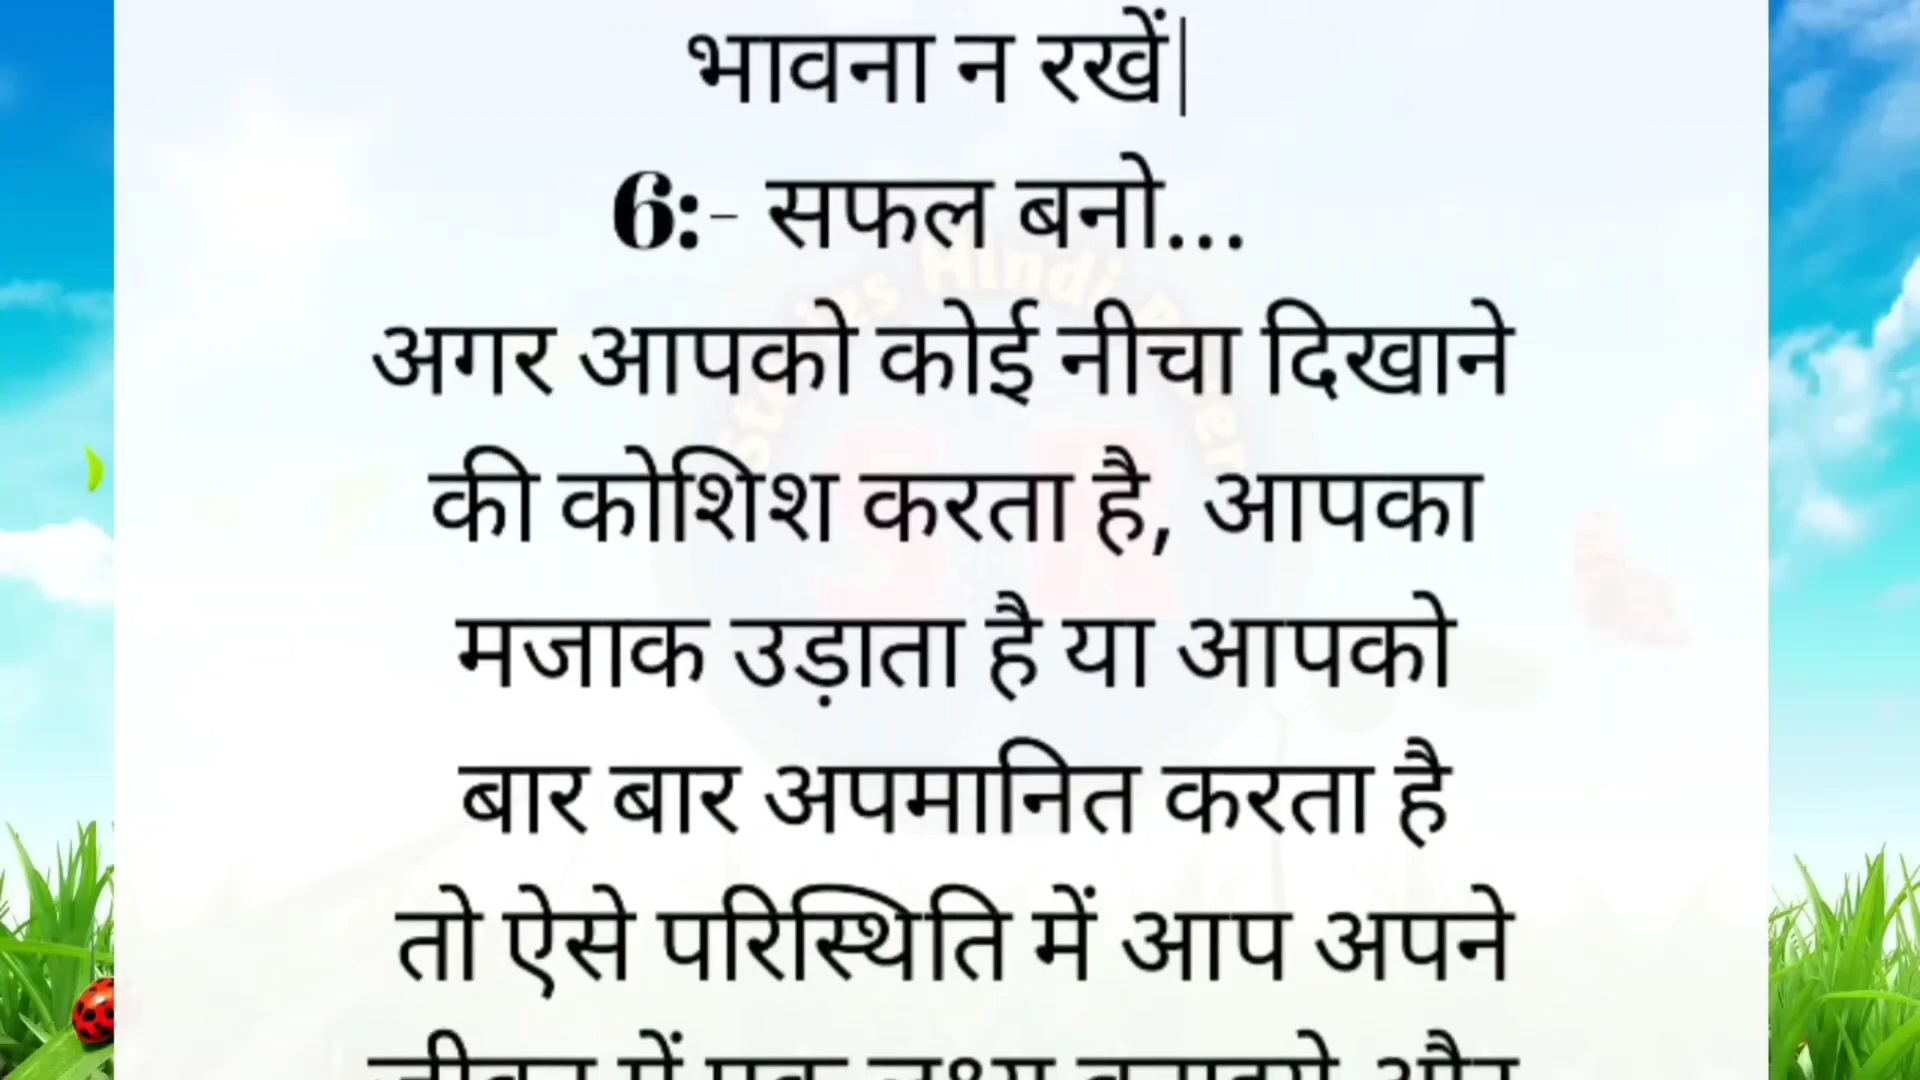 भावना न रखें|
6:- सफल बनो...
अगर आपको कोई नीचा दिखाने
की कोशिश करता है, आपका
मजाक उड़ाता है या आपको
बार बार अपमानित करता है
तो ऐसे परिस्थिति में आप अपने